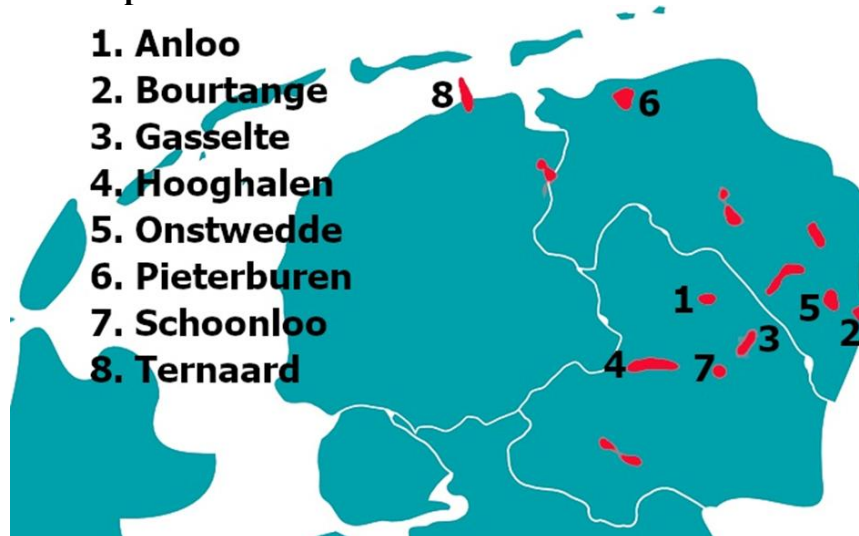 1. Anloo
2. Bourtange
3. Gasselte
4. Hooghalen
5. Onstwedde
6. Pieterburen
7. Schoonloo
8. Ternaard
8
6
1
5
2
3
4
7